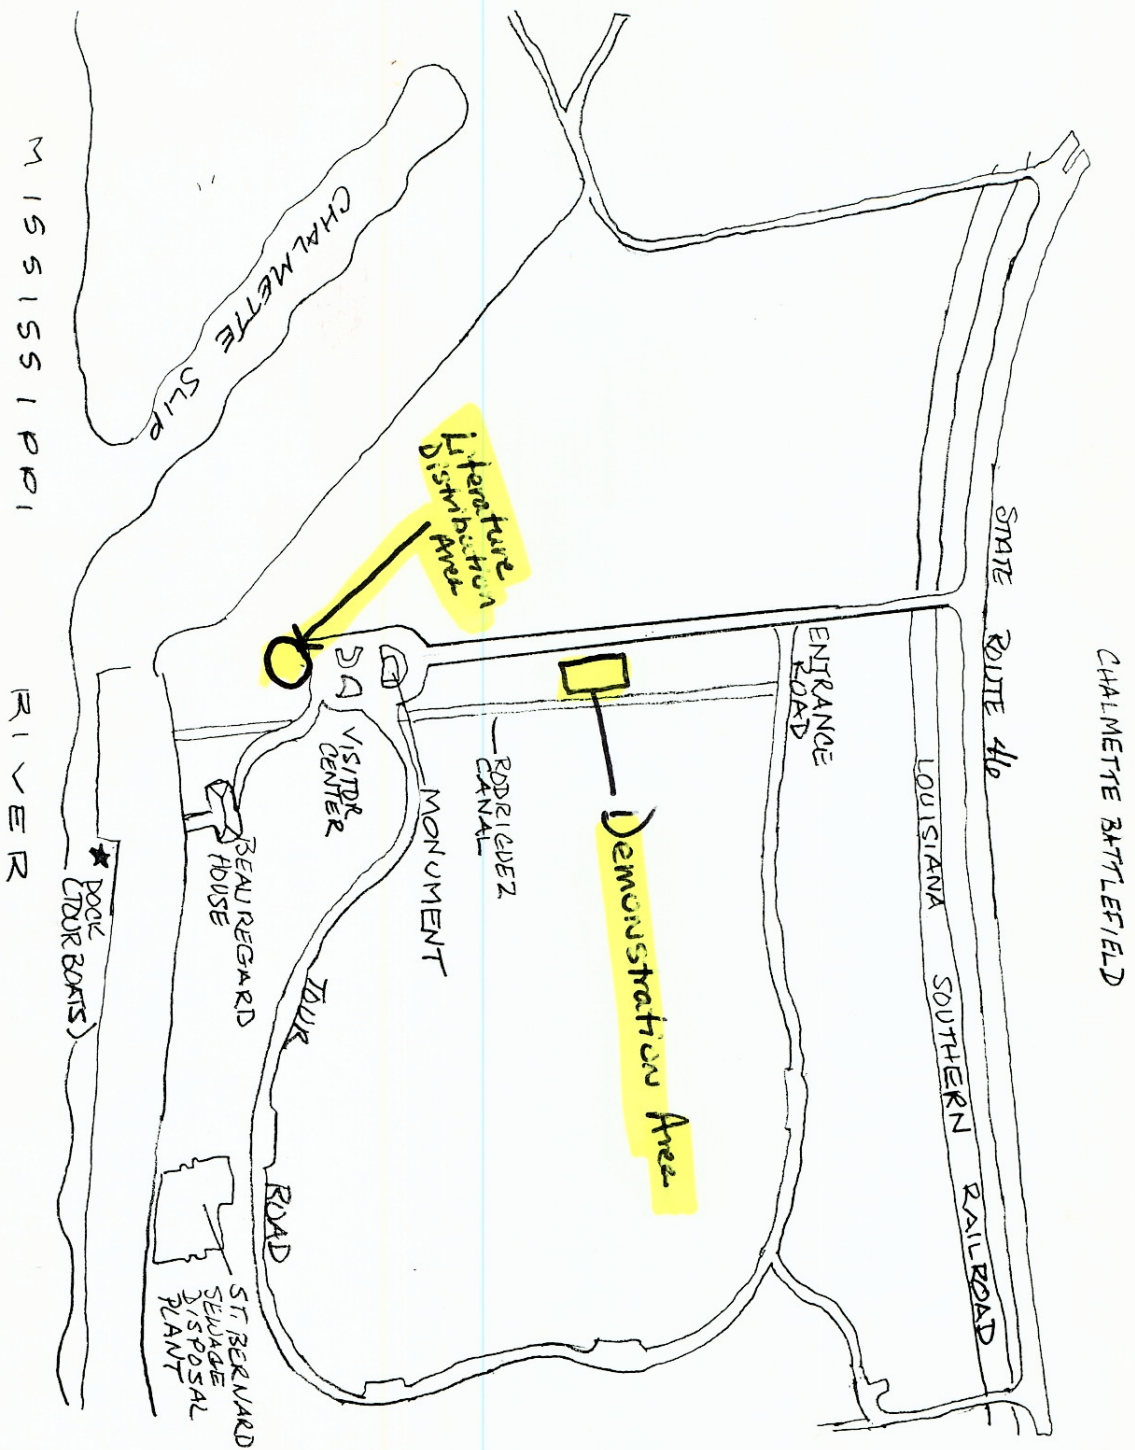 CHALMETTE BATTLEFIELD
STATE ROUTE 46
LOUISIANA SOUTHERN RAILROAD
ENTRANCE
ROAD
Demonstration Area
Literature
Distribution
Area
RODRIGUEZ
CANAL
MONUMENT
VISITOR
CENTER
TOUR ROAD
BEAUREGARD
HOUSE
CHALMETTE SLIP
ST. BERNARD
SEWAGE
DISPOSAL
PLANT
DOCK
(TOUR BOATS)
MISSISSIPPI RIVER